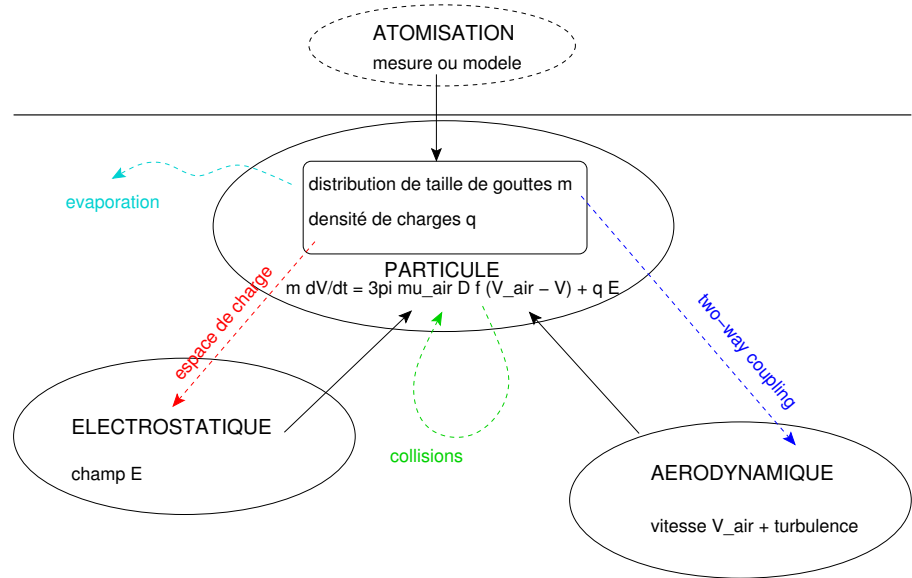 ATOMISATION
mesure ou modele
distribution de taille de gouttes m
evaporation
densité de charges q
PARTICULE
m dV/dt = 3pi mu_air D f (V_air − V) + q E
espace de charge
two−way coupling
ELECTROSTATIQUE
champ E
collisions
AERODYNAMIQUE
vitesse V_air + turbulence